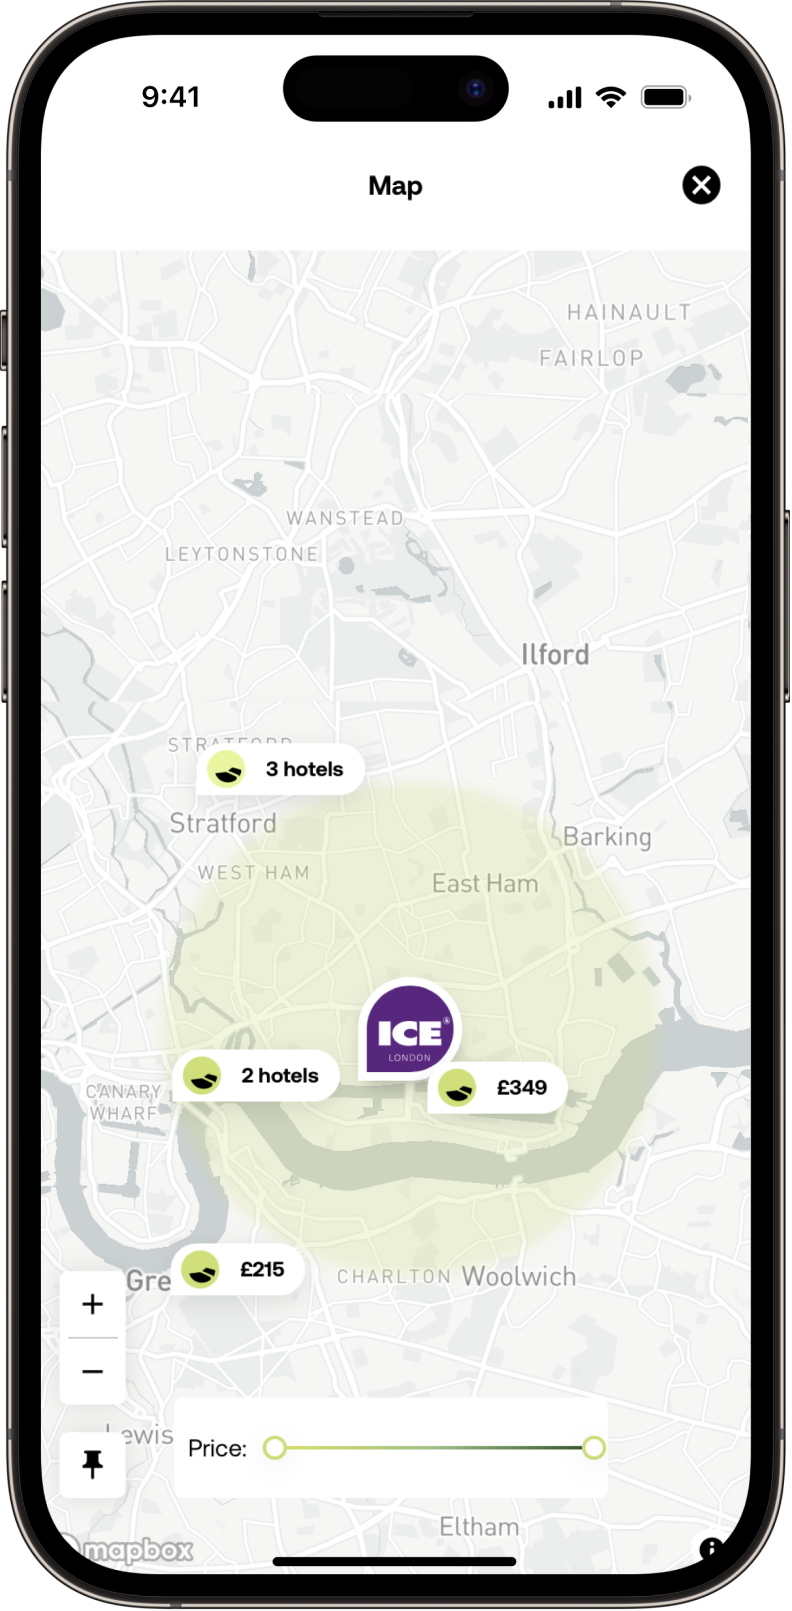 9:41
Map
HAINAULT
FAIRLOP
WANSTEAD
LEYTONSTONE
Ilford
STRATFORD
3 hotels
Stratford
Barking
WEST HAM
East Ham
ICE
LONDON
2 hotels
£349
CANARY
WHARF
£215
Gre
CHARLTON
Woolwich
Lewis
Price:
Eltham
mapbox